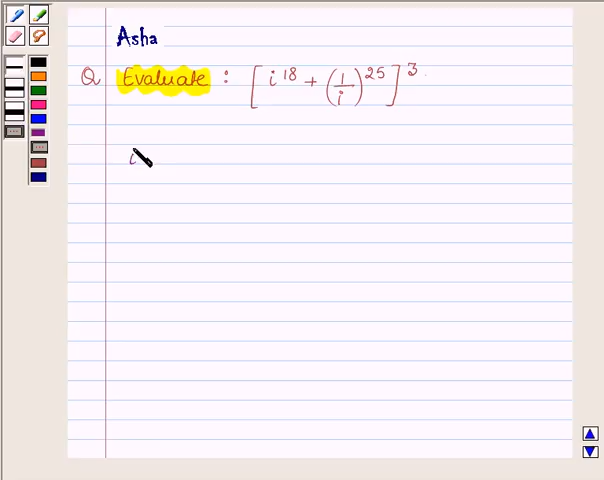 Asha
Q Evaluate : [ i^18 + (1/i)^25 ]^3
i